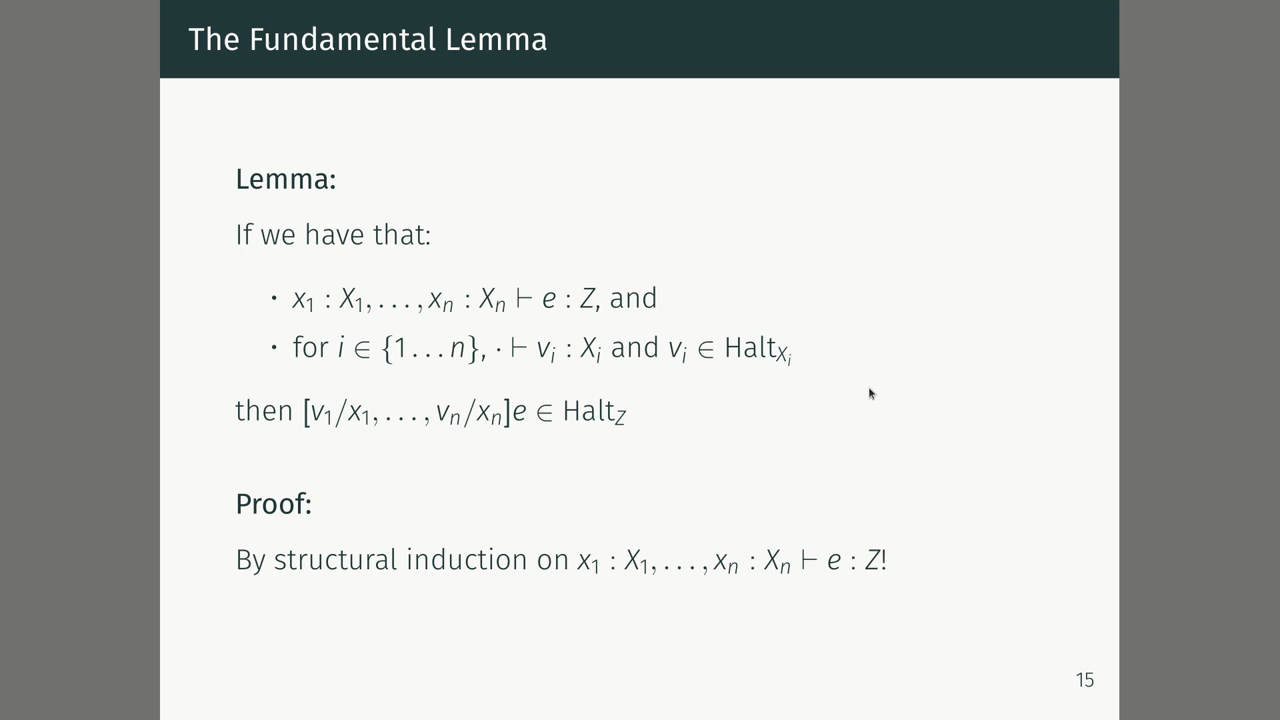 The Fundamental Lemma
Lemma:
If we have that:
• x₁ : X₁, . . . , xₙ : Xₙ ⊢ e : Z, and
• for i ∈ {1 . . . n}, · ⊢ vᵢ : Xᵢ and vᵢ ∈ Halt_{Xᵢ}
then [v₁/x₁, . . . , vₙ/xₙ]e ∈ Halt_Z
Proof:
By structural induction on x₁ : X₁, . . . , xₙ : Xₙ ⊢ e : Z!
15